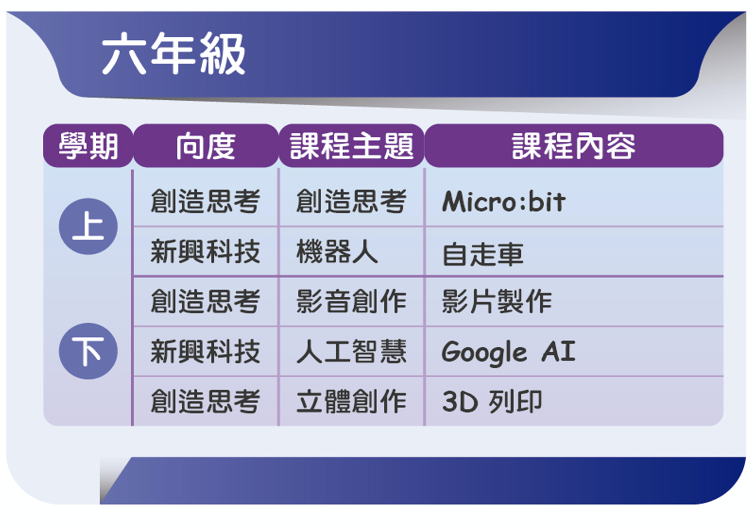 六年級
學期 向度 課程主題 課程內容
上 創造思考 創造思考 Micro:bit
新興科技 機器人 自走車
下 創造思考 影音創作 影片製作
新興科技 人工智慧 Google AI
創造思考 立體創作 3D 列印